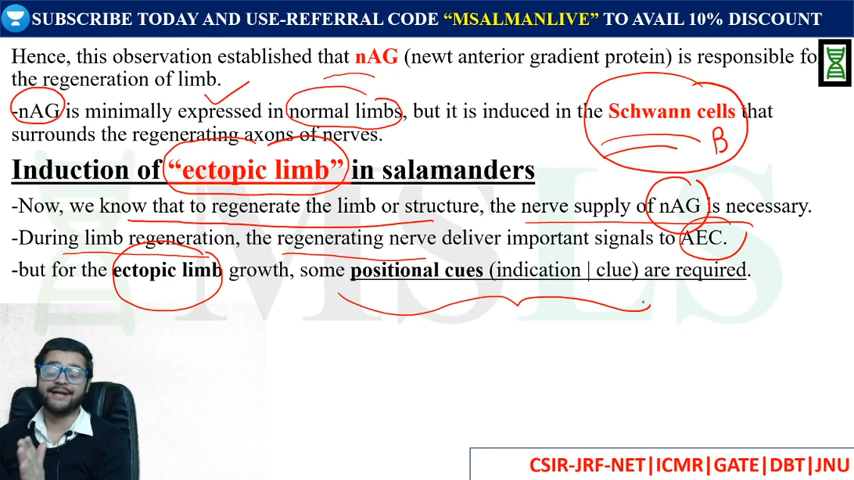 SUBSCRIBE TODAY AND USE-REFERRAL CODE “MSALMANLIVE” TO AVAIL 10% DISCOUNT
Hence, this observation established that nAG (newt anterior gradient protein) is responsible fo
the regeneration of limb.
-nAG is minimally expressed in normal limbs, but it is induced in the Schwann cells that
surrounds the regenerating axons of nerves.
B
Induction of “ectopic limb” in salamanders
-Now, we know that to regenerate the limb or structure, the nerve supply of nAG is necessary.
-During limb regeneration, the regenerating nerve deliver important signals to AEC.
-but for the ectopic limb growth, some positional cues (indication | clue) are required.
MSLS
CSIR-JRF-NET|ICMR|GATE|DBT|JNU